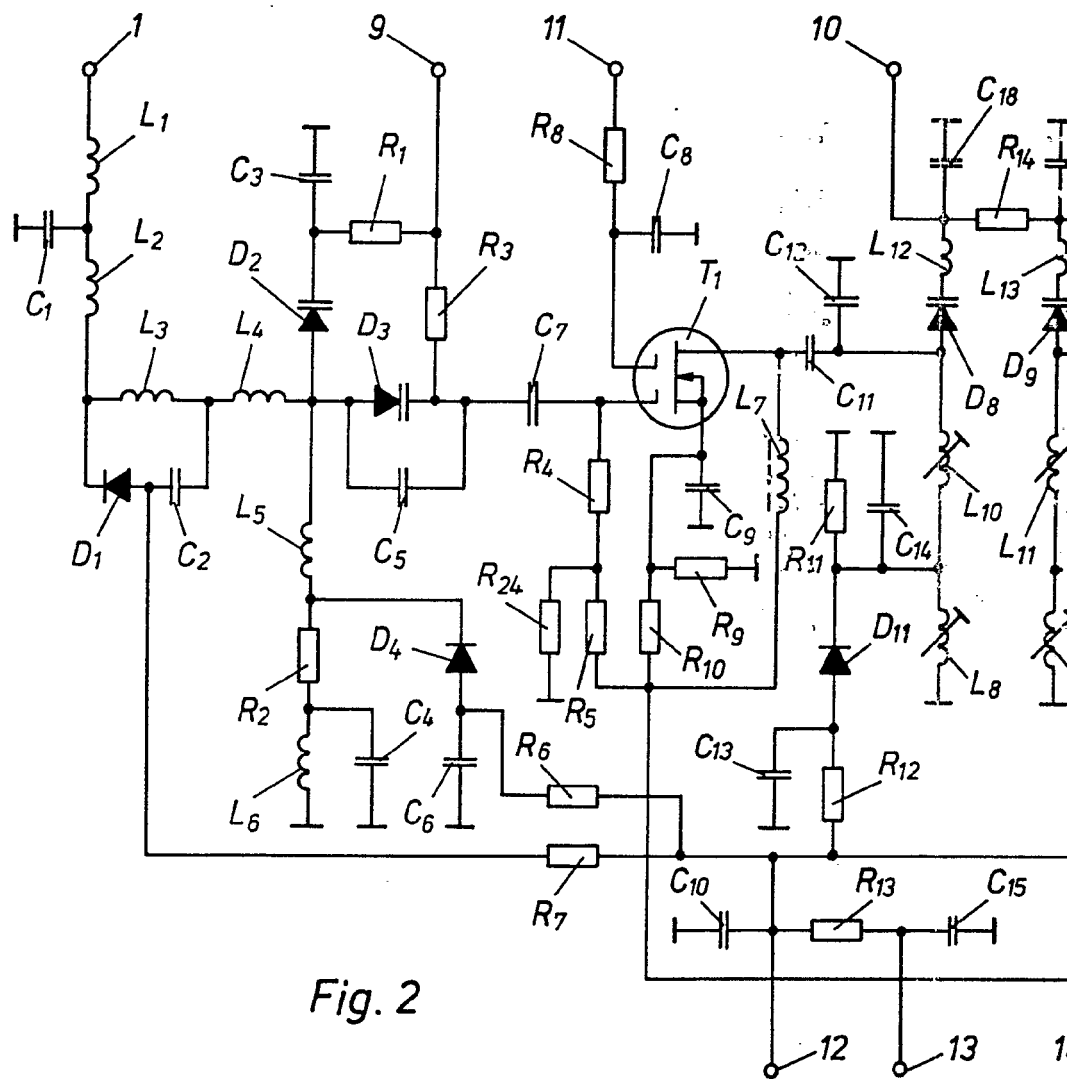 1 9 11 10
L1 C18
R8 C8 R14
C3 R1
L2 C12 L12
C1 D2 R3 T1 L13
L3 L4 D3 C7
D9
L7 C11 D8
R4
L5 C9 L10
D1 C2 C5 R11 C14 L11
R24 R9 D11
D4 R10 L8
R2 C4 R5
R6 C13 R12
L6 C6
R7 C10 R13 C15
Fig. 2
12 13